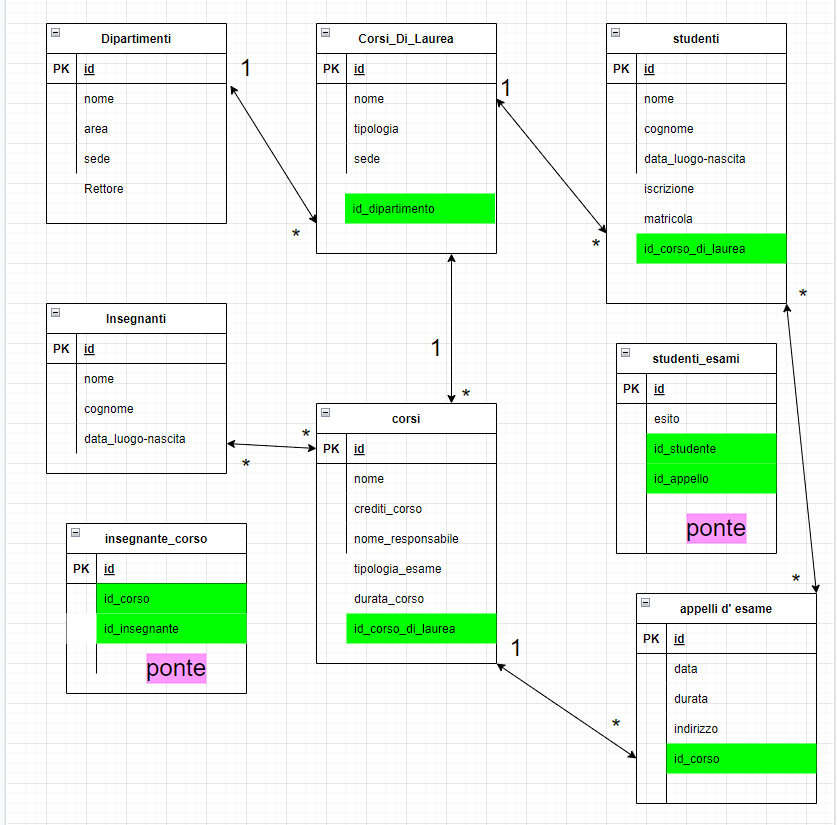 Dipartimenti
PK id
nome
area
sede
Rettore
1
*
Corsi_Di_Laurea
PK id
nome
tipologia
sede
id_dipartimento
1
*
studenti
PK id
nome
cognome
data_luogo-nascita
iscrizione
matricola
id_corso_di_laurea
*
*
Insegnanti
PK id
nome
cognome
data_luogo-nascita
*
*
1
*
corsi
PK id
nome
crediti_corso
nome_responsabile
tipologia_esame
durata_corso
id_corso_di_laurea
1
*
studenti_esami
PK id
esito
id_studente
id_appello
ponte
insegnante_corso
PK id
id_corso
id_insegnante
ponte
appelli d' esame
PK id
data
durata
indirizzo
id_corso